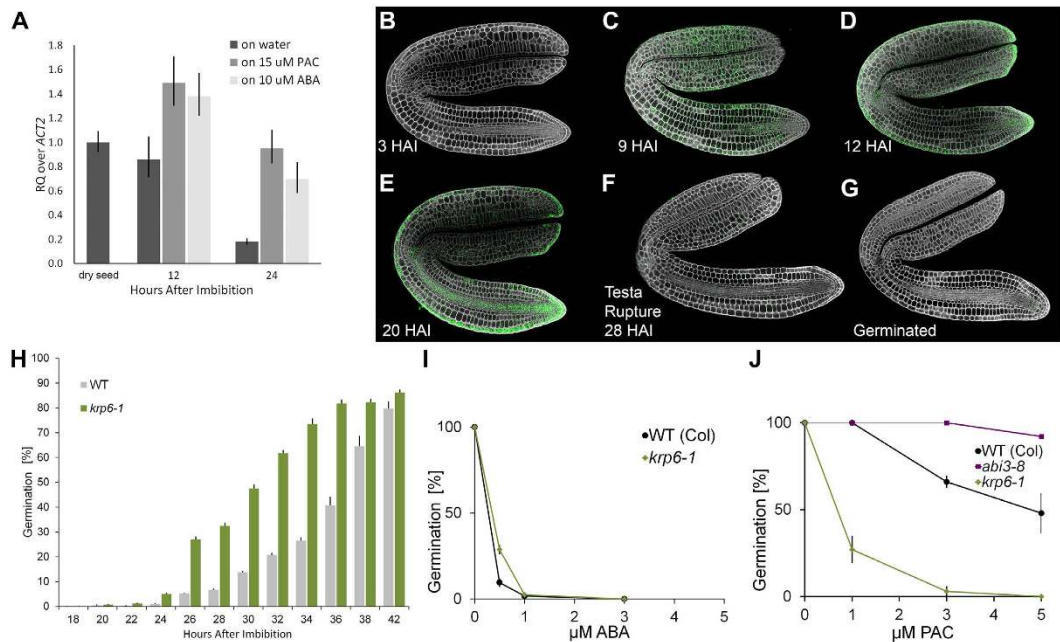 A
1.8
1.6
1.4
1.2
1.0
0.8
0.6
0.4
0.2
0.0
RQ over ACT2
on water
on 15 uM PAC
on 10 uM ABA
dry seed 12 24
Hours After Imbibition
B
3 HAI
C
9 HAI
D
12 HAI
E
20 HAI
F
Testa
Rupture
28 HAI
G
Germinated
H
100
90
80
70
60
50
40
30
20
10
0
Germination [%]
WT
krp6-1
18 20 22 24 26 28 30 32 34 36 38 42
Hours After Imbibition
I
100
50
0
Germination [%]
WT (Col)
krp6-1
0 1 2 3 4 5
µM ABA
J
100
50
0
Germination [%]
WT (Col)
abi3-8
krp6-1
0 1 2 3 4 5
µM PAC